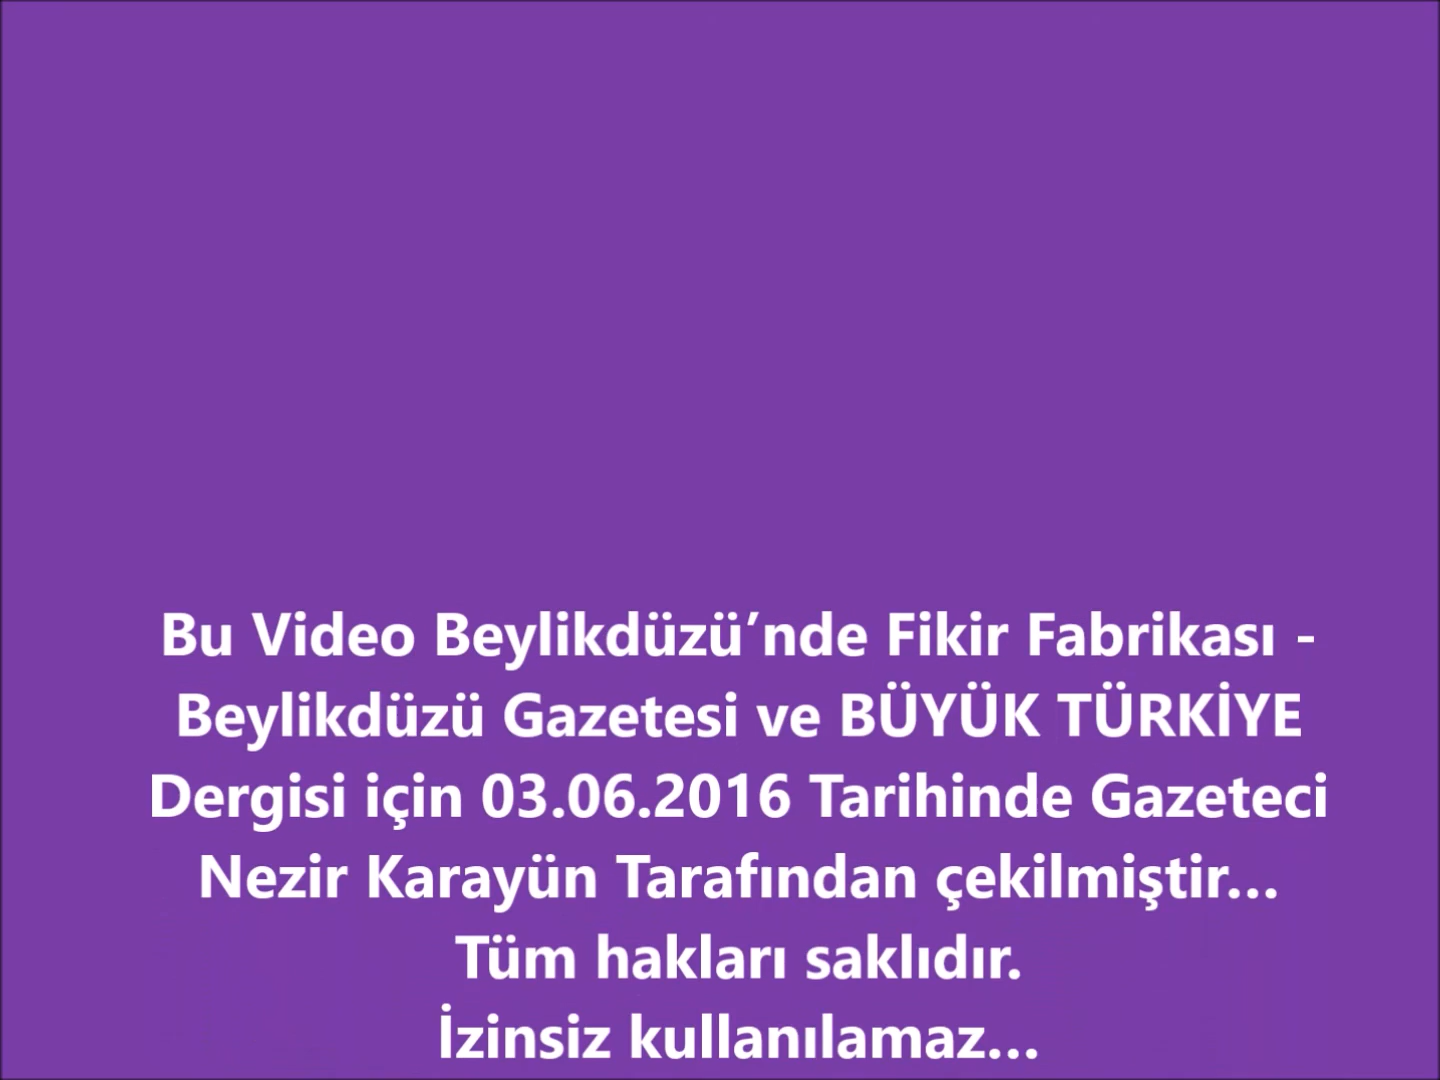 Bu Video Beylikdüzü’nde Fikir Fabrikası -
Beylikdüzü Gazetesi ve BÜYÜK TÜRKİYE
Dergisi için 03.06.2016 Tarihinde Gazeteci
Nezir Karayün Tarafından çekilmiştir...
Tüm hakları saklıdır.
İzinsiz kullanılamaz...